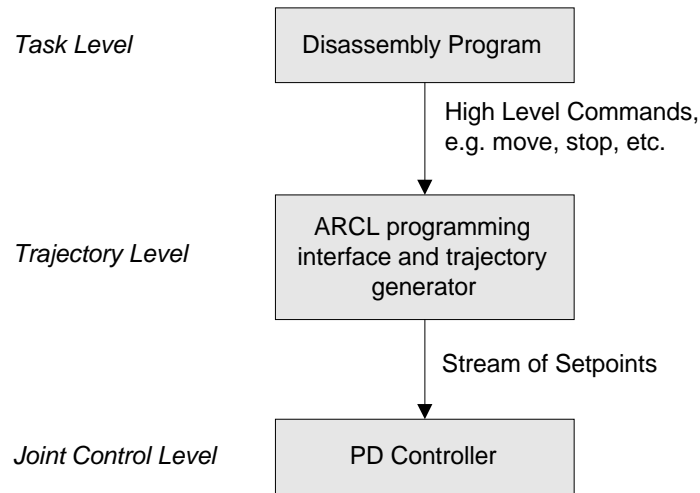 Task Level
Disassembly Program
High Level Commands,
e.g. move, stop, etc.
Trajectory Level
ARCL programming
interface and trajectory
generator
Stream of Setpoints
Joint Control Level
PD Controller